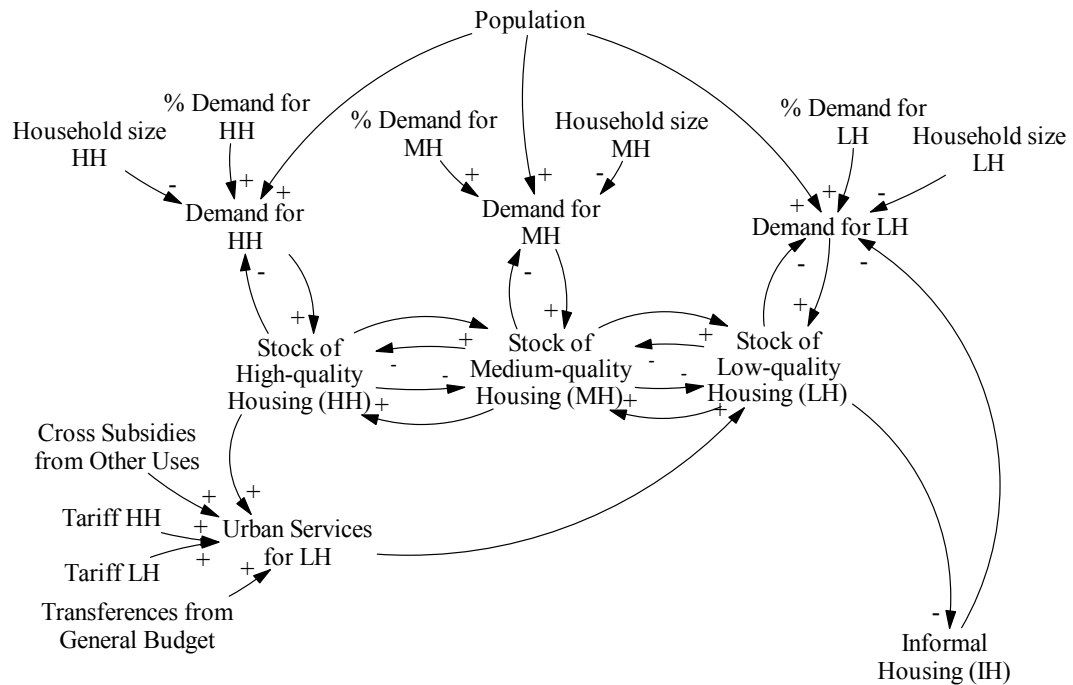 Population
% Demand for
HH
Household size
HH
% Demand for
MH
Household size
MH
% Demand for
LH
Household size
LH
-
+
+
Demand for
HH
+
+
-
Demand for
MH
+
+
-
Demand for LH
-
+
-
+
-
+
-
Stock of
High-quality
Housing (HH)
+
-
-
+
Stock of
Medium-quality
Housing (MH)
+
-
-
+
Stock of
Low-quality
Housing (LH)
Cross Subsidies
from Other Uses
+
+
Tariff HH
+
Urban Services
for LH
Tariff LH
+
+
Transferences from
General Budget
+
-
Informal
Housing (IH)